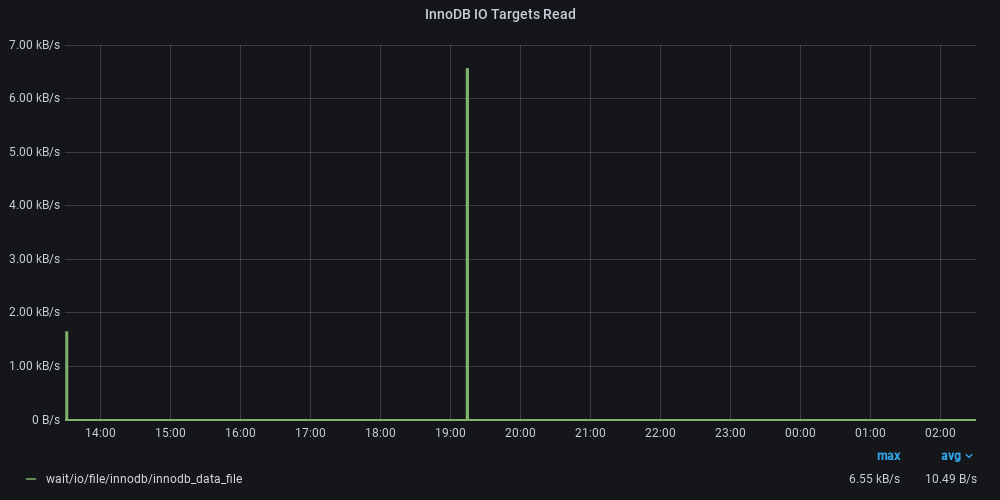 InnoDB IO Targets Read
7.00 kB/s
6.00 kB/s
5.00 kB/s
4.00 kB/s
3.00 kB/s
2.00 kB/s
1.00 kB/s
0 B/s
14:00 15:00 16:00 17:00 18:00 19:00 20:00 21:00 22:00 23:00 00:00 01:00 02:00
max avg
wait/io/file/innodb/innodb_data_file 6.55 kB/s 10.49 B/s